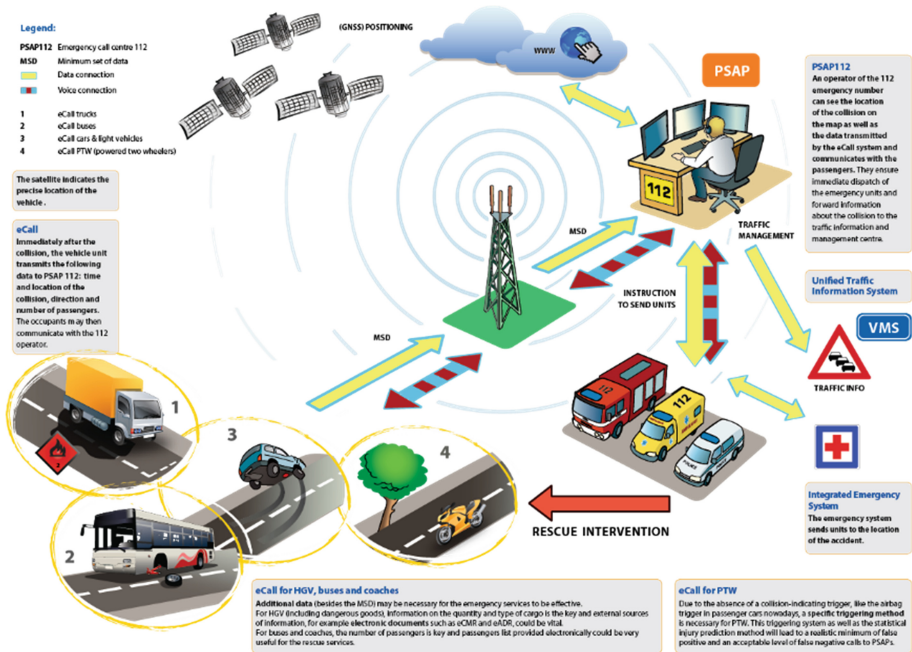 Legend:
PSAP112 Emergency call centre 112
MSD Minimum set of data
Data connection
Voice connection
1 eCall trucks
2 eCall buses
3 eCall cars & light vehicles
4 eCall PTW (powered two wheelers)
The satellite indicates the
precise location of the
vehicle .
eCall
Immediately after the
collision, the vehicle unit
transmits the following
data to PSAP 112: time
and location of the
collision, direction and
number of passengers.
The occupants may then
communicate with the 112
operator.
(GNSS) POSITIONING
WWW
PSAP
112
MSD
TRAFFIC
MANAGEMENT
INSTRUCTION
TO SEND UNITS
MSD
PSAP112
An operator of the 112
emergency number
can see the location
of the collision on
the map as well as
the data transmitted
by the eCall system and
communicates with the
passengers. They ensure
immediate dispatch of
the emergency units and
forward information
about the collision to the
traffic information and
management centre.
Unified Traffic
Information System
VMS
TRAFFIC INFO
1
3
4
2
112
112
POLICE
RESCUE INTERVENTION
Integrated Emergency
System
The emergency system
sends units to the location
of the accident.
eCall for HGV, buses and coaches
Additional data (besides the MSD) may be necessary for the emergency services to be effective.
For HGV (including dangerous goods), information on the quantity and type of cargo is the key and external sources
of information, for example electronic documents such as eCMR and eADR, could be vital.
For buses and coaches, the number of passengers is key and passengers list provided electronically could be very
useful for the rescue services.
eCall for PTW
Due to the absence of a collision-indicating trigger, like the airbag
trigger in passenger cars nowadays, a specific triggering method
is necessary for PTW. This triggering system as well as the statistical
injury prediction method will lead to a realistic minimum of false
positive and an acceptable level of false negative calls to PSAPs.